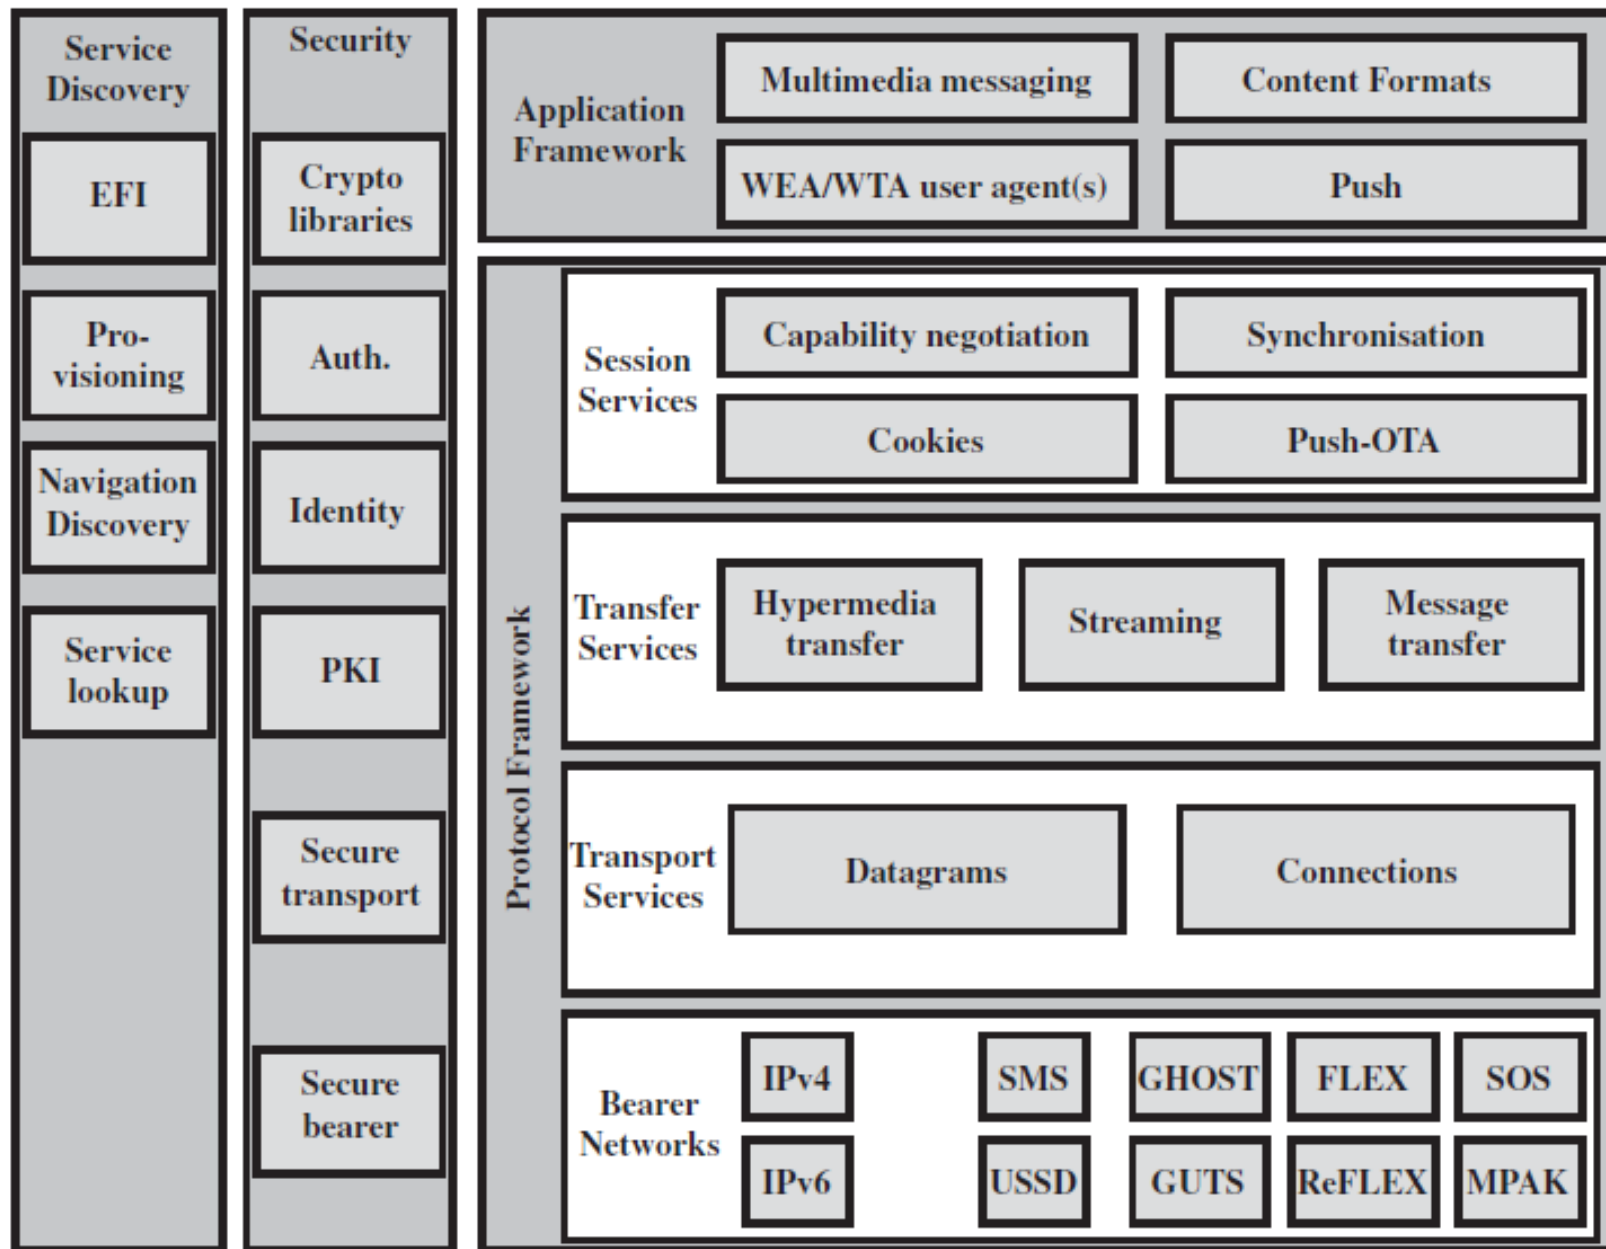 Service
Discovery
EFI
Pro-
visioning
Navigation
Discovery
Service
lookup
Security
Crypto
libraries
Auth.
Identity
PKI
Secure
transport
Secure
bearer
Application
Framework
Multimedia messaging
Content Formats
WEA/WTA user agent(s)
Push
Protocol Framework
Session
Services
Capability negotiation
Synchronisation
Cookies
Push-OTA
Transfer
Services
Hypermedia
transfer
Streaming
Message
transfer
Transport
Services
Datagrams
Connections
Bearer
Networks
IPv4
SMS
GHOST
FLEX
SOS
IPv6
USSD
GUTS
ReFLEX
MPAK